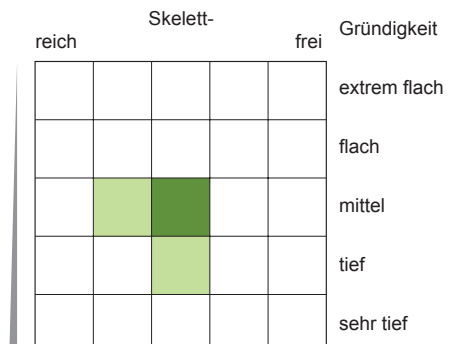 Skelett-
reich
frei
Gründigkeit
extrem flach
flach
mittel
tief
sehr tief